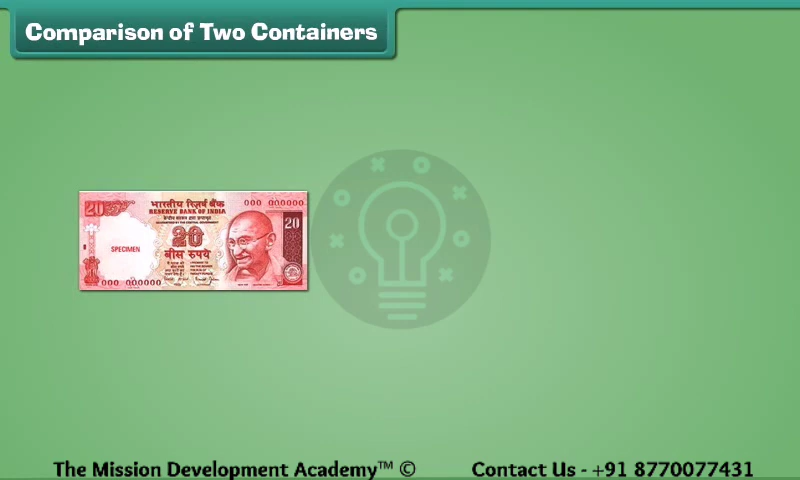 Comparison of Two Containers
20
भारतीय रिज़र्व बैंक
000 000000
RESERVE BANK OF INDIA
20
SPECIMEN
20
बीस रुपये
000 000000
The Mission Development Academy™ ©
Contact Us - +91 8770077431